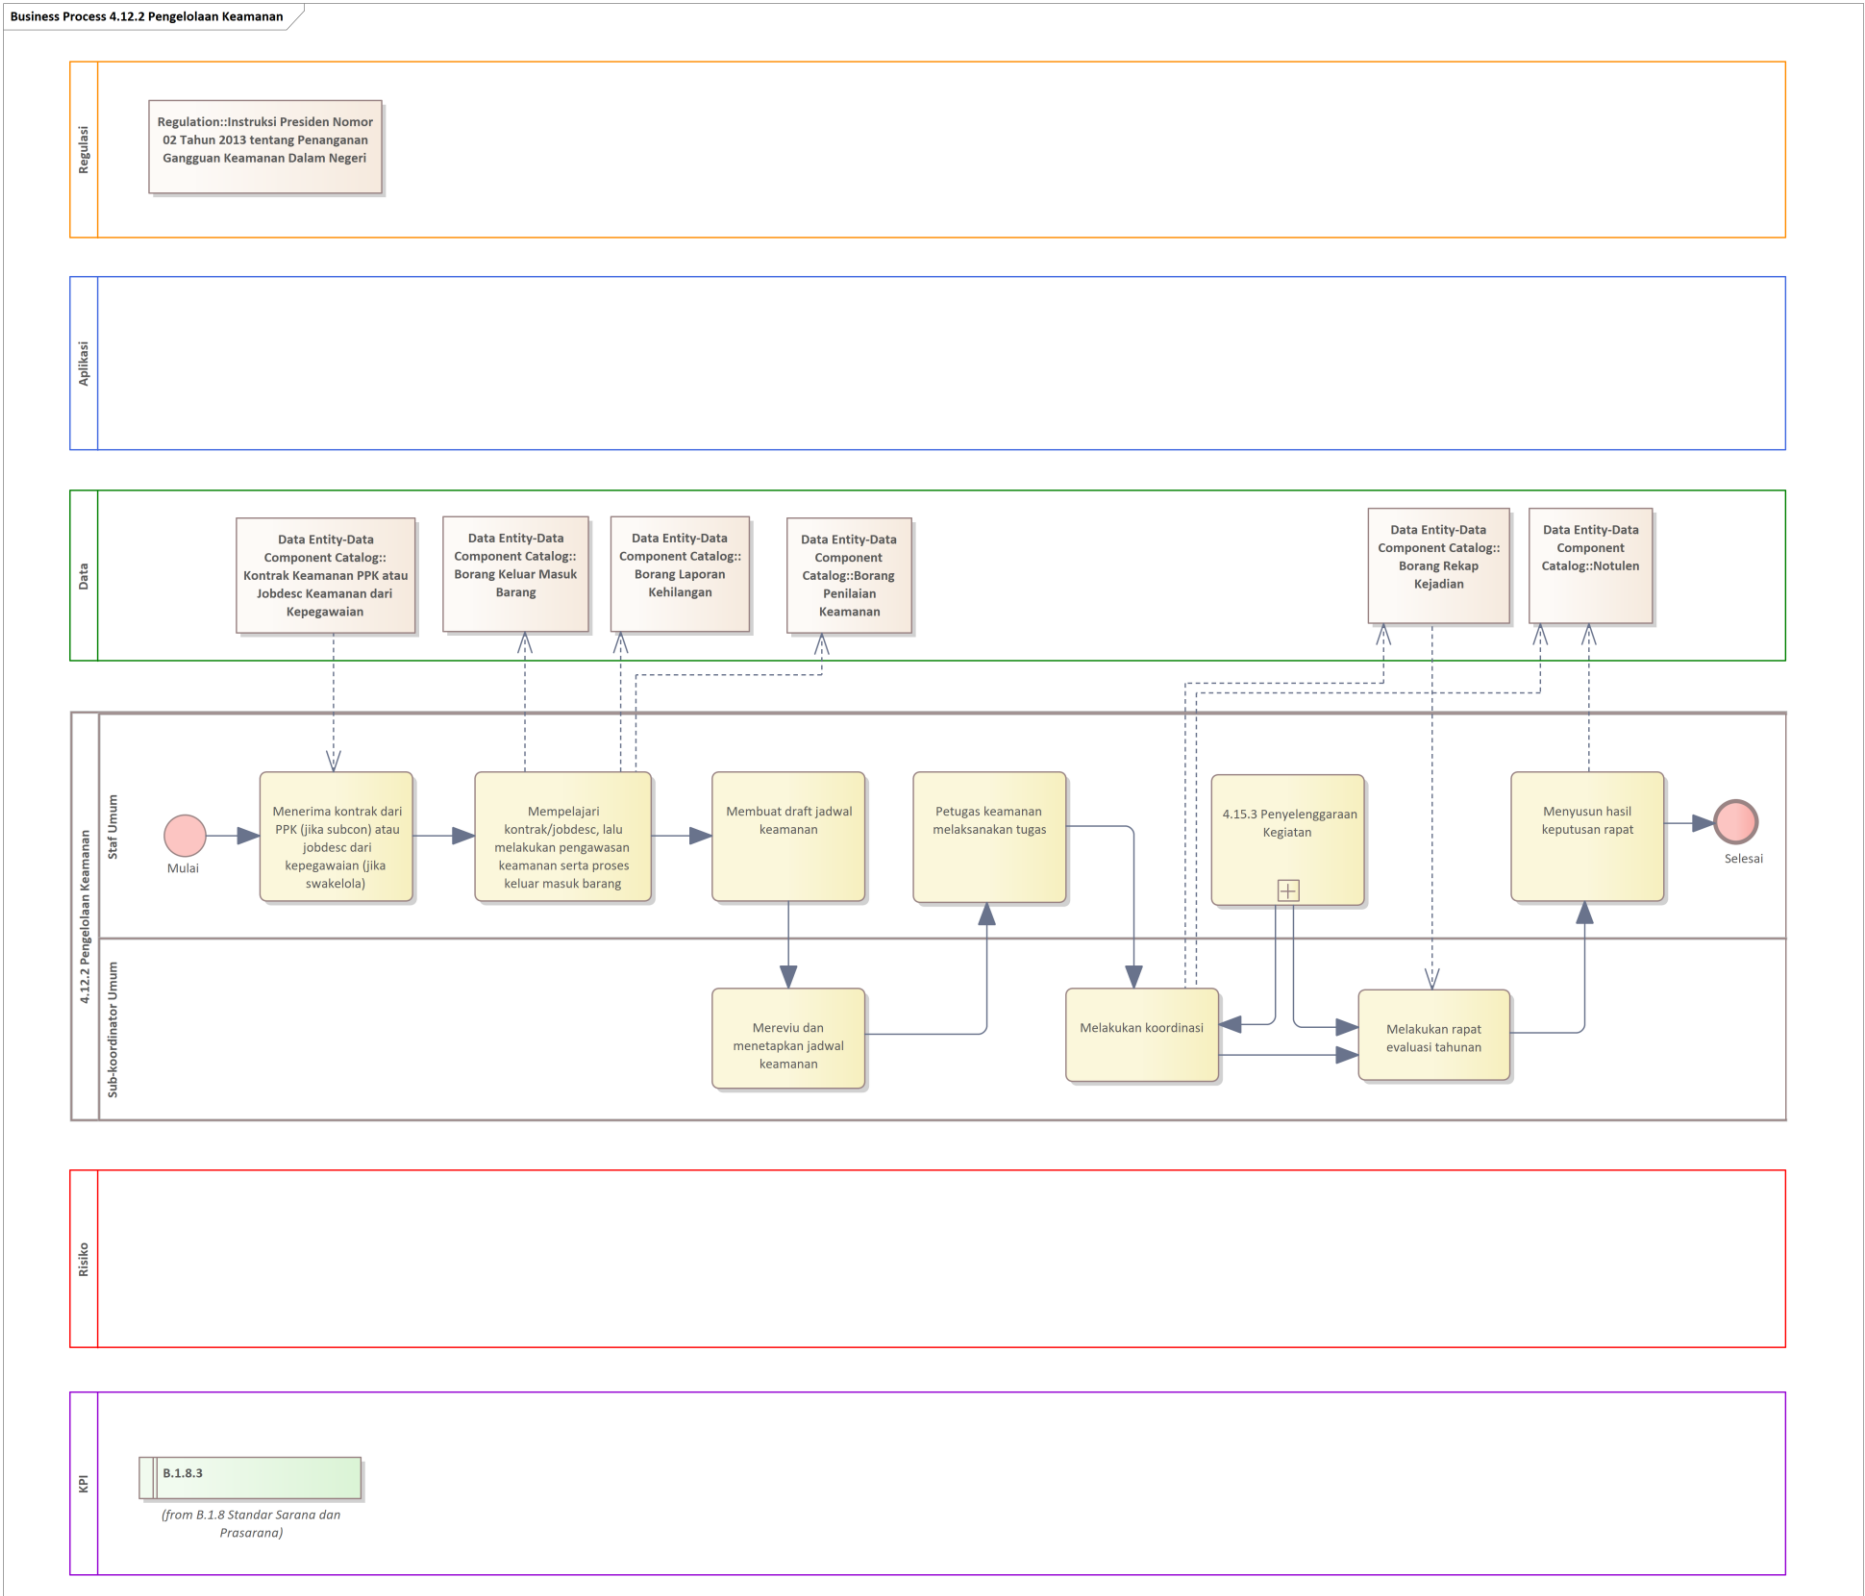 Business Process 4.12.2 Pengelolaan Keamanan
Regulasi
Regulation::Instruksi Presiden Nomor
02 Tahun 2013 tentang Penanganan
Gangguan Keamanan Dalam Negeri
Aplikasi
Data
Data Entity-Data
Component Catalog::
Kontrak Keamanan PPK atau
Jobdesc Keamanan dari
Kepegawaian
Data Entity-Data
Component Catalog::
Borang Keluar Masuk
Barang
Data Entity-Data
Component Catalog::
Borang Laporan
Kehilangan
Data Entity-Data
Component
Catalog::Borang
Penilaian
Keamanan
Data Entity-Data
Component Catalog::
Borang Rekap
Kejadian
Data Entity-Data
Component
Catalog::Notulen
4.12.2 Pengelolaan Keamanan
Staf Umum
Mulai
Menerima kontrak dari
PPK (jika subcon) atau
jobdesc dari
kepegawaian (jika
swakelola)
Mempelajari
kontrak/jobdesc, lalu
melakukan pengawasan
keamanan serta proses
keluar masuk barang
Membuat draft jadwal
keamanan
Petugas keamanan
melaksanakan tugas
4.15.3 Penyelenggaraan
Kegiatan
Menyusun hasil
keputusan rapat
Selesai
Sub-koordinator Umum
Mereviu dan
menetapkan jadwal
keamanan
Melakukan koordinasi
Melakukan rapat
evaluasi tahunan
Risiko
KPI
B.1.8.3
(from B.1.8 Standar Sarana dan
Prasarana)